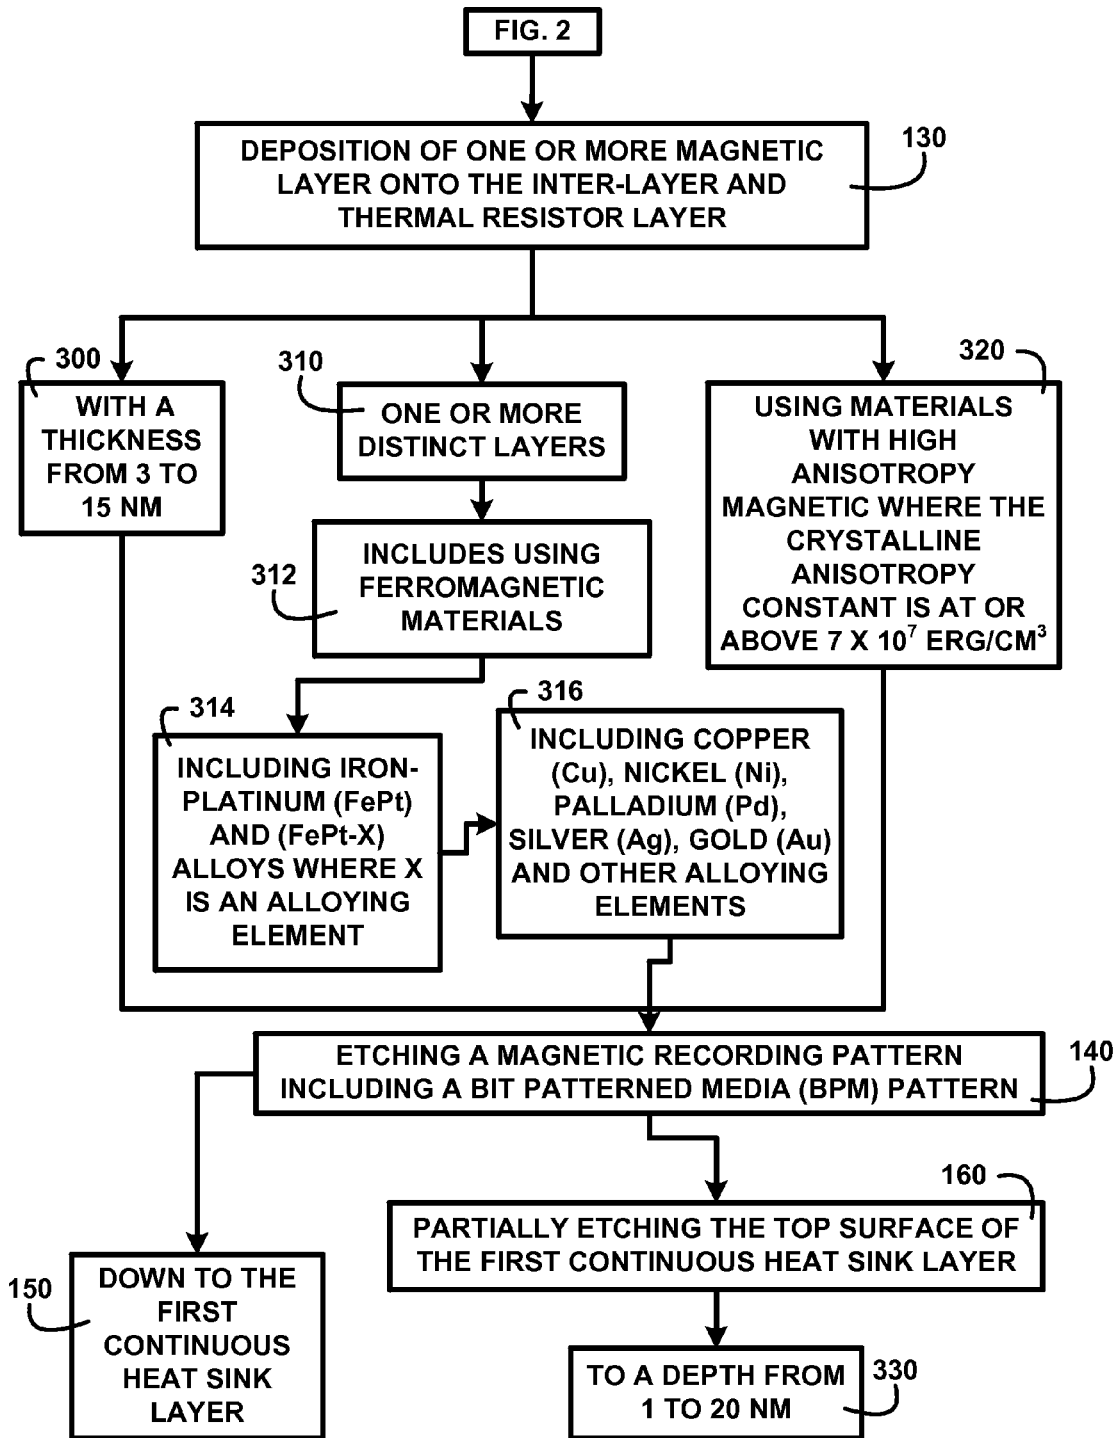 FIG. 2
DEPOSITION OF ONE OR MORE MAGNETIC
LAYER ONTO THE INTER-LAYER AND
THERMAL RESISTOR LAYER
130
300
WITH A
THICKNESS
FROM 3 TO
15 NM
310
ONE OR MORE
DISTINCT LAYERS
320
USING MATERIALS
WITH HIGH
ANISOTROPY
MAGNETIC WHERE THE
CRYSTALLINE
ANISOTROPY
CONSTANT IS AT OR
ABOVE 7 X 10⁷ ERG/CM³
312
INCLUDES USING
FERROMAGNETIC
MATERIALS
314
INCLUDING IRON-
PLATINUM (FePt)
AND (FePt-X)
ALLOYS WHERE X
IS AN ALLOYING
ELEMENT
316
INCLUDING COPPER
(Cu), NICKEL (Ni),
PALLADIUM (Pd),
SILVER (Ag), GOLD (Au)
AND OTHER ALLOYING
ELEMENTS
ETCHING A MAGNETIC RECORDING PATTERN
INCLUDING A BIT PATTERNED MEDIA (BPM) PATTERN
140
160
PARTIALLY ETCHING THE TOP SURFACE OF
THE FIRST CONTINUOUS HEAT SINK LAYER
150
DOWN TO THE
FIRST
CONTINUOUS
HEAT SINK
LAYER
TO A DEPTH FROM
1 TO 20 NM
330